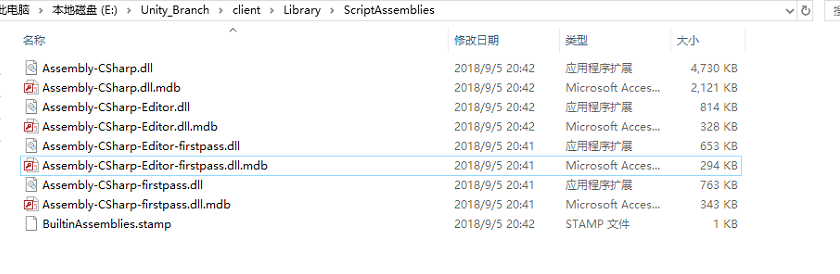 此电脑 > 本地磁盘 (E:) > Unity_Branch > client > Library > ScriptAssemblies
名称 修改日期 类型 大小
Assembly-CSharp.dll 2018/9/5 20:42 应用程序扩展 4,730 KB
Assembly-CSharp.dll.mdb 2018/9/5 20:42 Microsoft Acces... 2,121 KB
Assembly-CSharp-Editor.dll 2018/9/5 20:42 应用程序扩展 814 KB
Assembly-CSharp-Editor.dll.mdb 2018/9/5 20:42 Microsoft Acces... 328 KB
Assembly-CSharp-Editor-firstpass.dll 2018/9/5 20:41 应用程序扩展 653 KB
Assembly-CSharp-Editor-firstpass.dll.mdb 2018/9/5 20:41 Microsoft Acces... 294 KB
Assembly-CSharp-firstpass.dll 2018/9/5 20:41 应用程序扩展 763 KB
Assembly-CSharp-firstpass.dll.mdb 2018/9/5 20:41 Microsoft Acces... 343 KB
BuiltinAssemblies.stamp 2018/9/5 20:42 STAMP 文件 1 KB